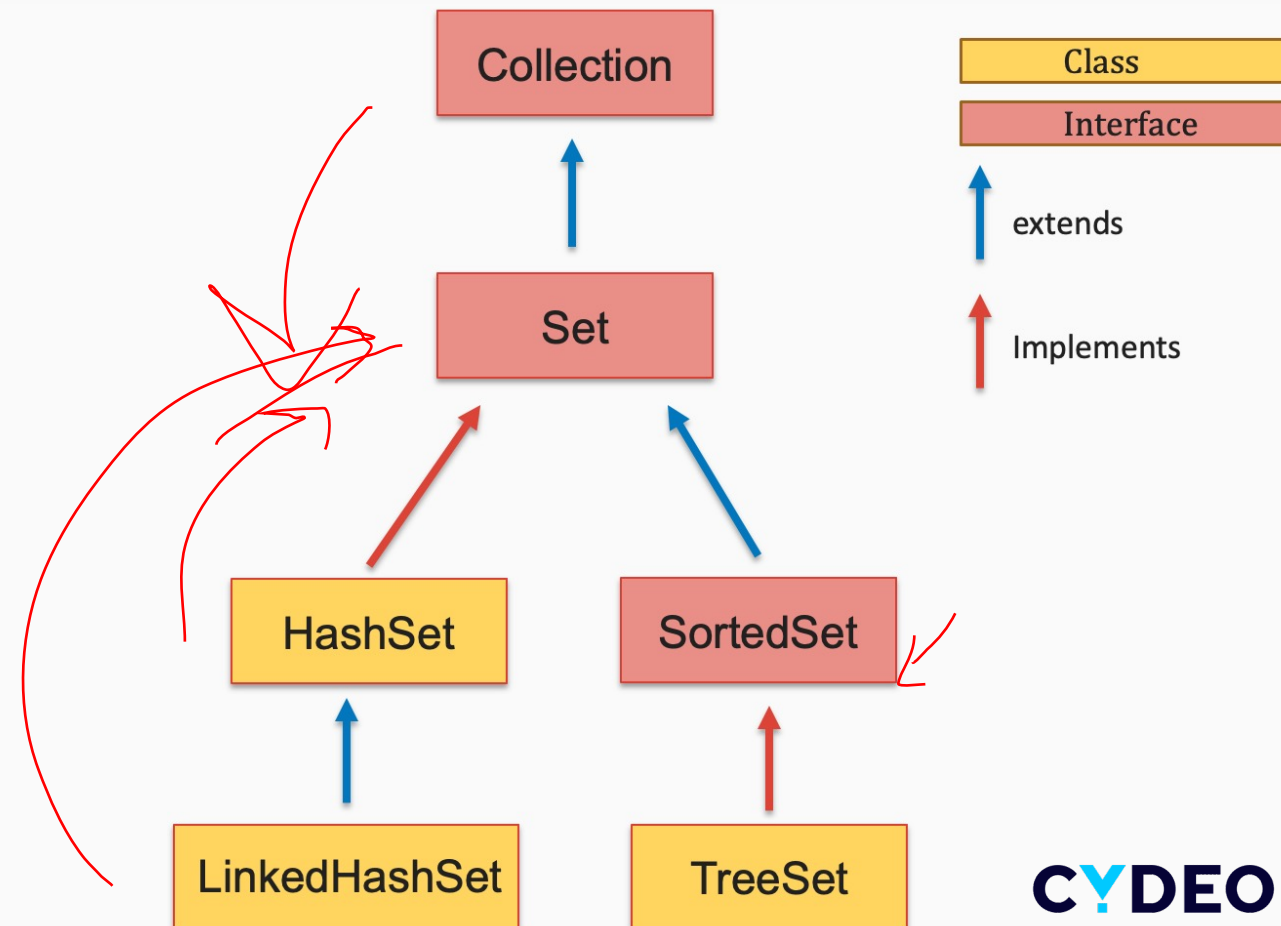 Collection
Class
Interface
extends
Set
Implements
HashSet
SortedSet
LinkedHashSet
TreeSet
CYDEO